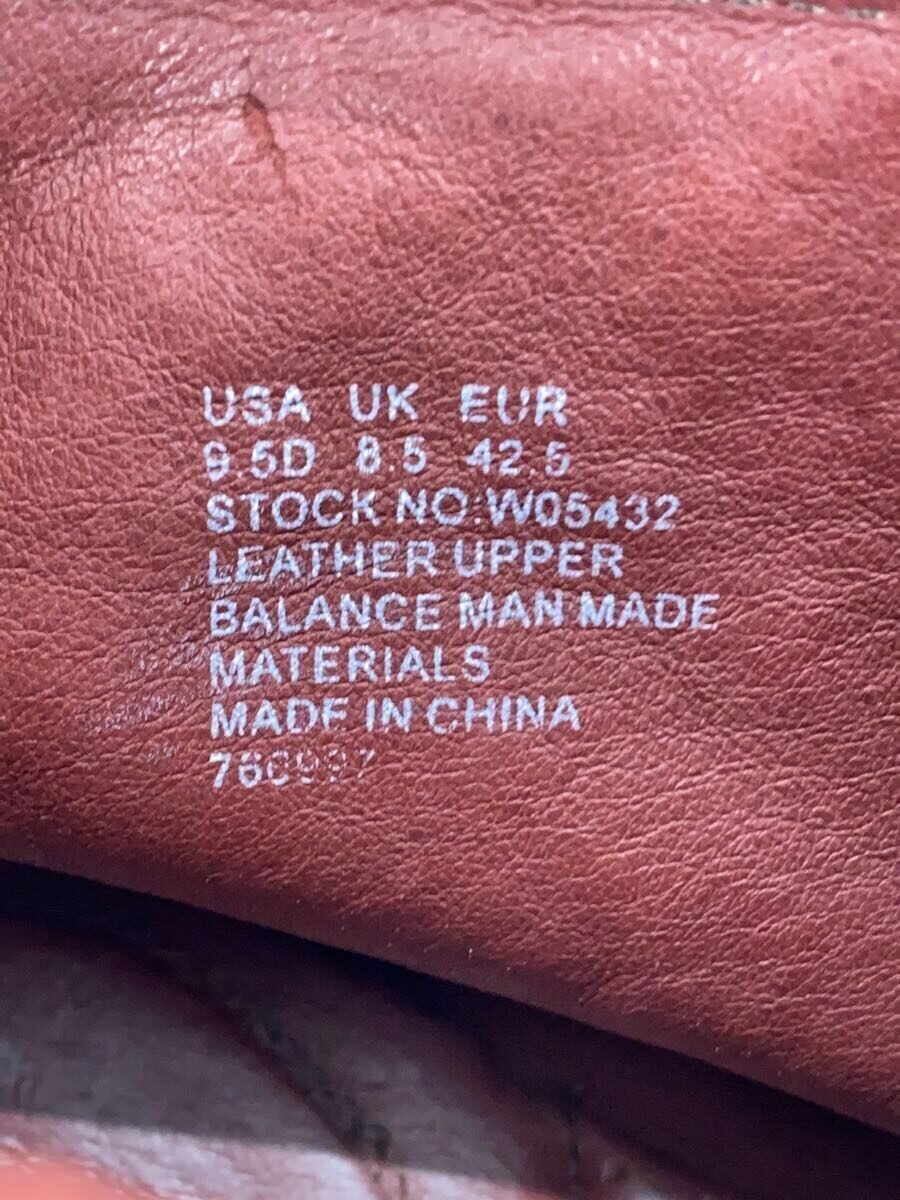 USA UK EUR
9.5D 8.5 42.5
STOCK NO:W05432
LEATHER UPPER
BALANCE MAN MADE
MATERIALS
MADE IN CHINA